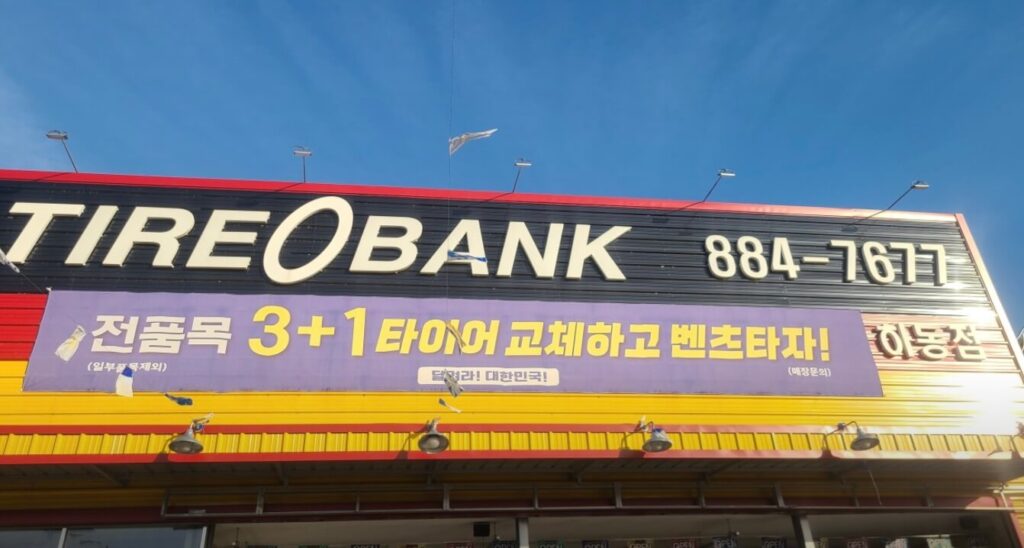 TIREOBANK 884-7677
전품목 3+1 타이어 교체하고 벤츠타자!
(일부품목제외)
달려라! 대한민국!
(매장문의)
하동점